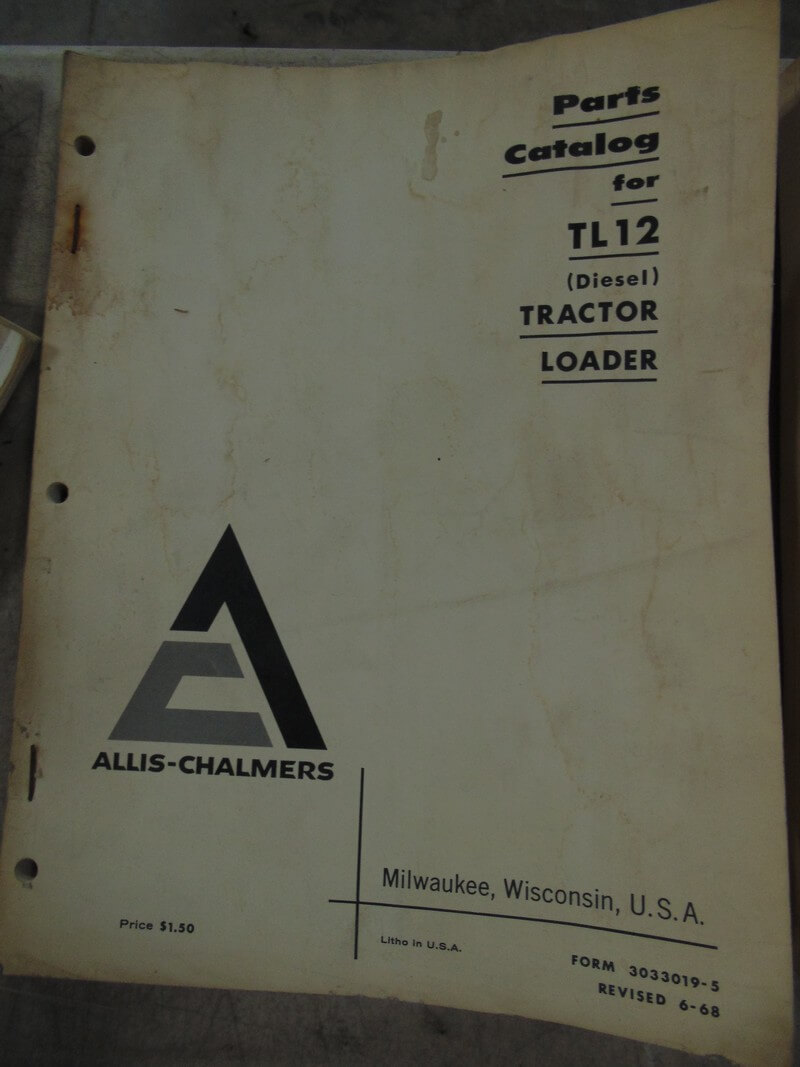 Parts
Catalog
for
TL12
(Diesel)
TRACTOR
LOADER
ALLIS-CHALMERS
Milwaukee, Wisconsin, U.S.A.
Price $1.50
Litho in U.S.A.
FORM 3033019-5
REVISED 6-68